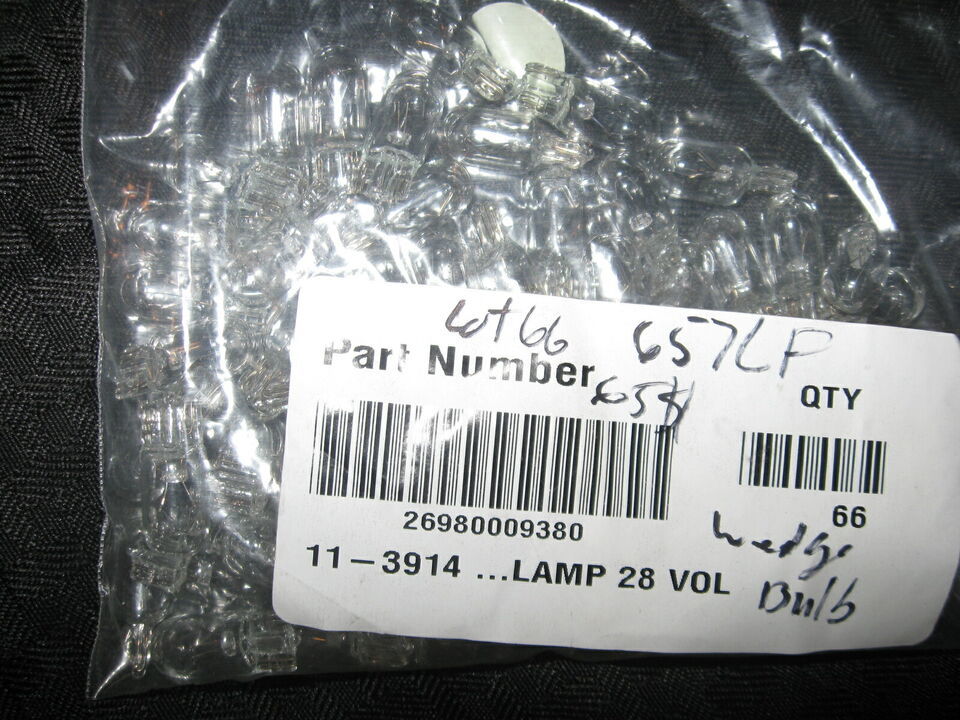 Lot 66
657LP
Part Number
QTY
26980009380
66
11-3914 ...LAMP 28 VOL
Wedge
Bulb